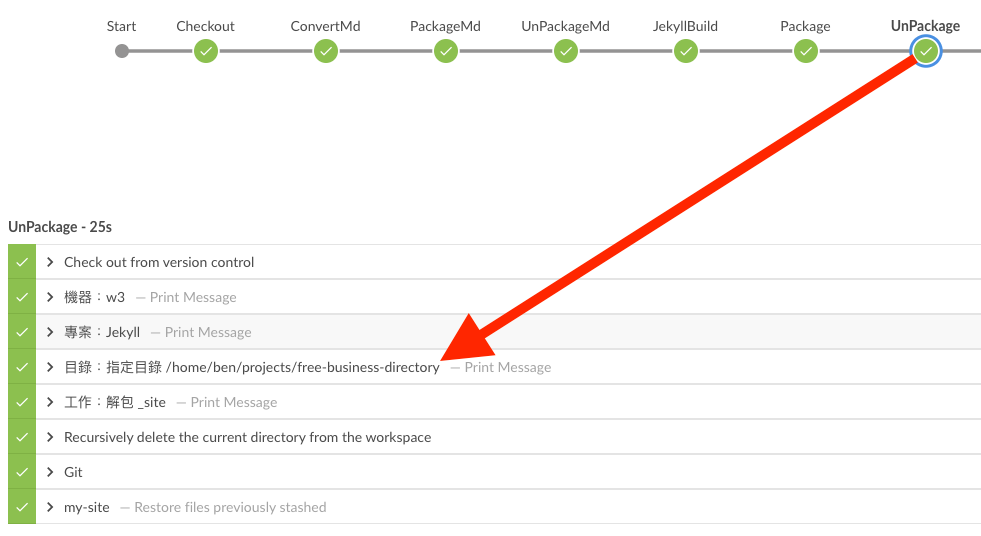 Start Checkout ConvertMd PackageMd UnPackageMd JekyllBuild Package UnPackage
UnPackage - 25s
Check out from version control
機器：w3 — Print Message
專案：Jekyll — Print Message
目錄：指定目錄 /home/ben/projects/free-business-directory — Print Message
工作：解包 _site — Print Message
Recursively delete the current directory from the workspace
Git
my-site — Restore files previously stashed